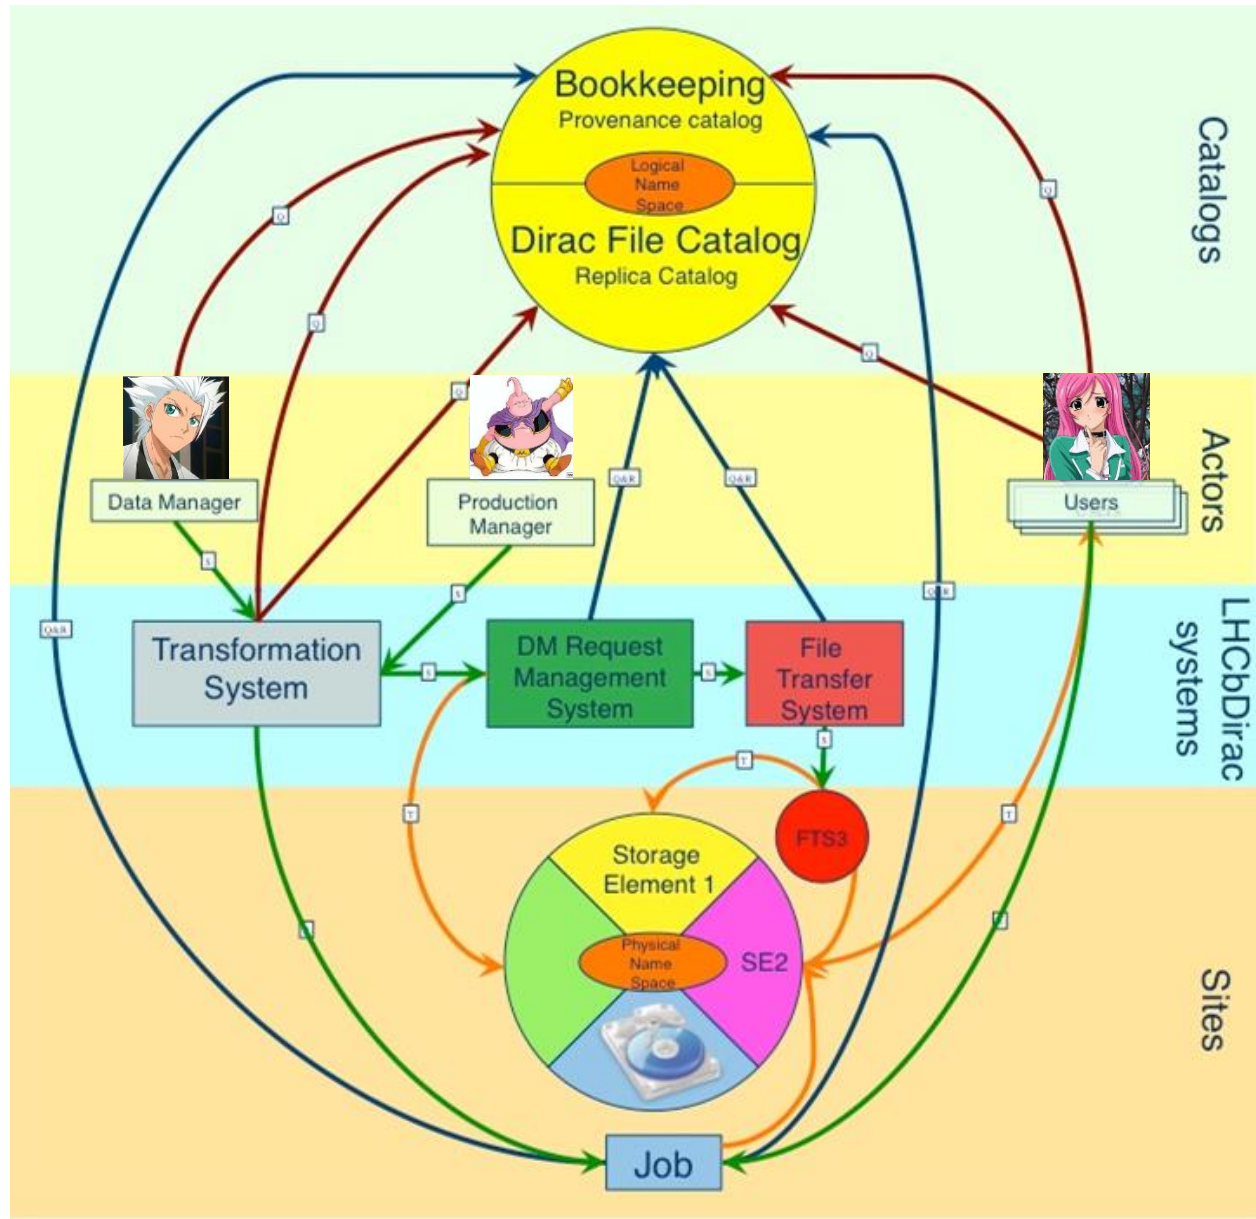 Bookkeeping
Provenance catalog
Logical
Name
Space
Dirac File Catalog
Replica Catalog
Catalogs
Q
Q
Q
Q
Q
Q
Data Manager
Production
Manager
Users
Actors
Q&R
Q&R
S
S
Q&R
Q&R
Transformation
System
S
DM Request
Management
System
S
File
Transfer
System
LHCbDirac
systems
S
T
T
T
FTS3
Storage
Element 1
Physical
Name
Space
SE2
Sites
Job